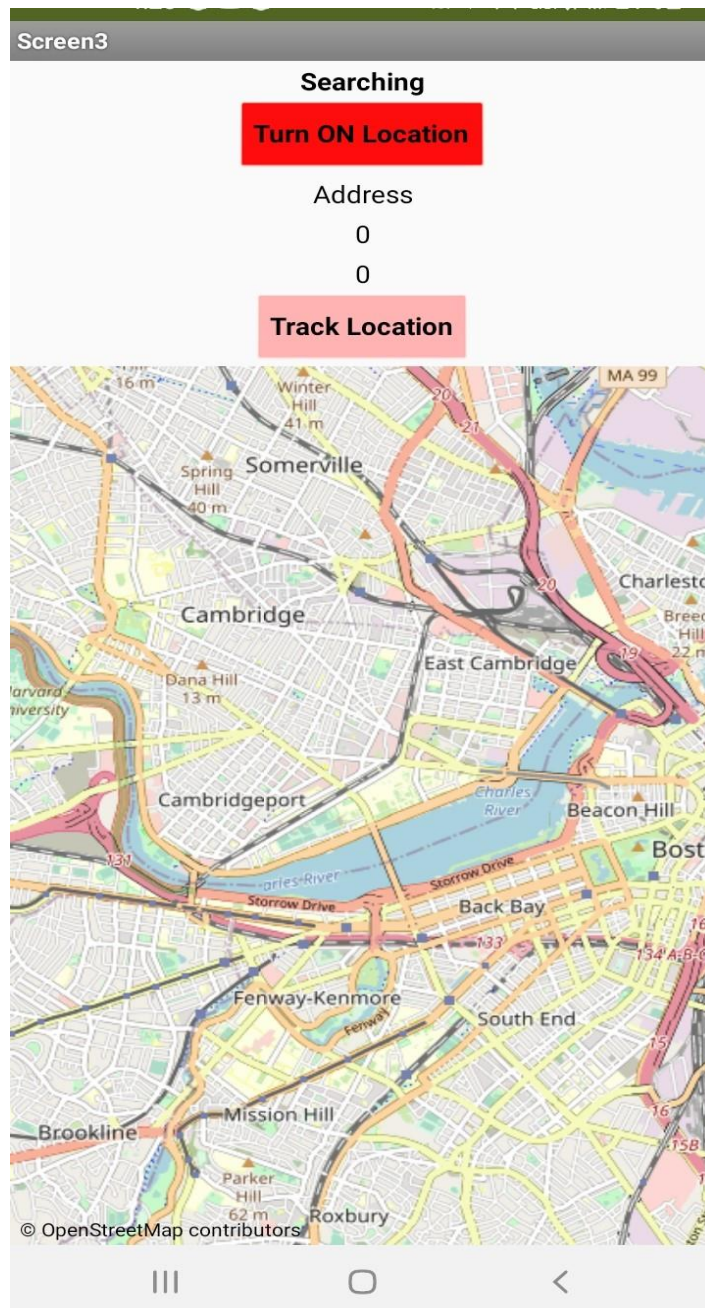 Screen3
Searching
Turn ON Location
Address
0
0
Track Location
16 m
Winter
Hill
41 m
20
21
MA 99
Spring
Hill
40 m
Somerville
20
Charlesto
Cambridge
Breed
Hill
22 m
East Cambridge
19
Dana Hill
13 m
Harvard
University
Cambridgeport
Charles
River
Beacon Hill
131
Bost
arles River
Storrow Drive
Storrow Drive
Back Bay
133
16
134 A-B-C
Fenway-Kenmore
Fenway
South End
15
16
Mission Hill
Brookline
15B
Parker
Hill
62 m
Roxbury
© OpenStreetMap contributors